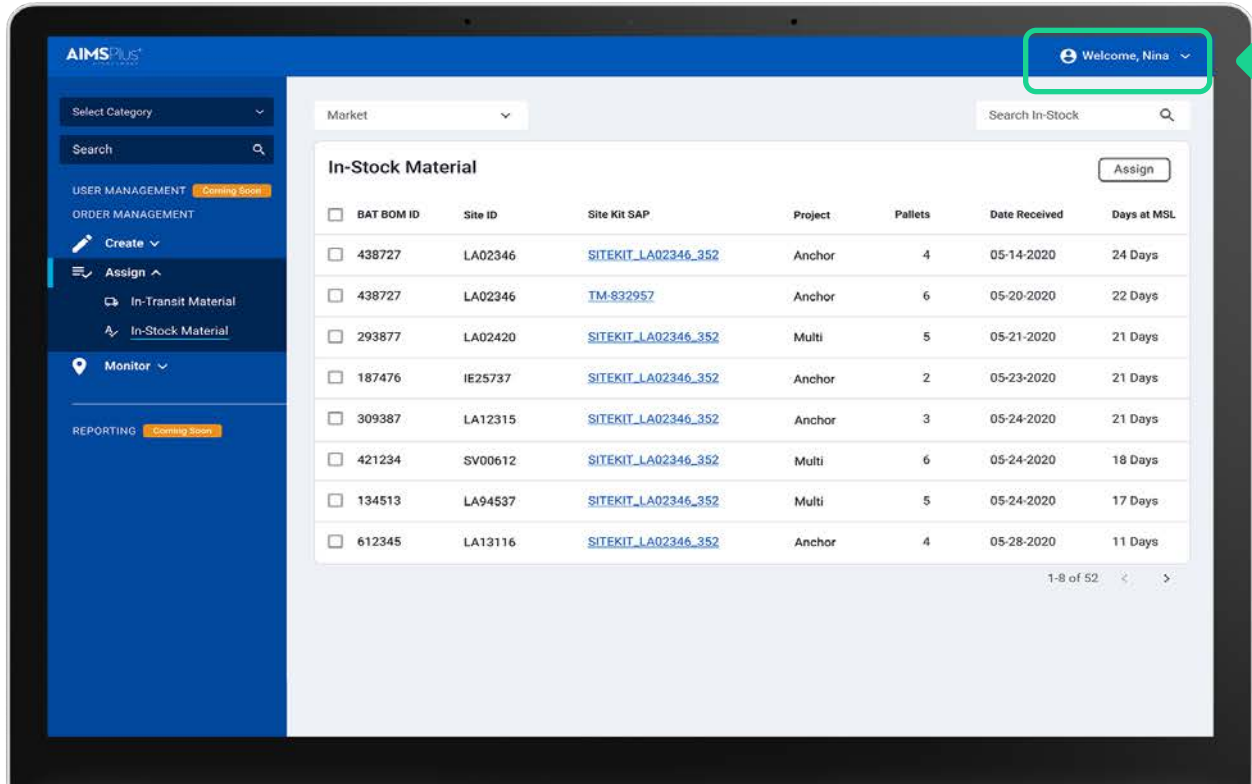 AIMSPlus
Welcome, Nina
Select Category
Search
USER MANAGEMENT Coming Soon
ORDER MANAGEMENT
Create
Assign
In-Transit Material
In-Stock Material
Monitor
REPORTING Coming Soon
Market
Search In-Stock
In-Stock Material
Assign
BAT BOM ID Site ID Site Kit SAP Project Pallets Date Received Days at MSL
438727 LA02346 SITEKIT_LA02346_352 Anchor 4 05-14-2020 24 Days
438727 LA02346 TM-832957 Anchor 6 05-20-2020 22 Days
293877 LA02420 SITEKIT_LA02346_352 Multi 5 05-21-2020 21 Days
187476 IE25737 SITEKIT_LA02346_352 Anchor 2 05-23-2020 21 Days
309387 LA12315 SITEKIT_LA02346_352 Anchor 3 05-24-2020 21 Days
421234 SV00612 SITEKIT_LA02346_352 Multi 6 05-24-2020 18 Days
134513 LA94537 SITEKIT_LA02346_352 Multi 5 05-24-2020 17 Days
612345 LA13116 SITEKIT_LA02346_352 Anchor 4 05-28-2020 11 Days
1-8 of 52